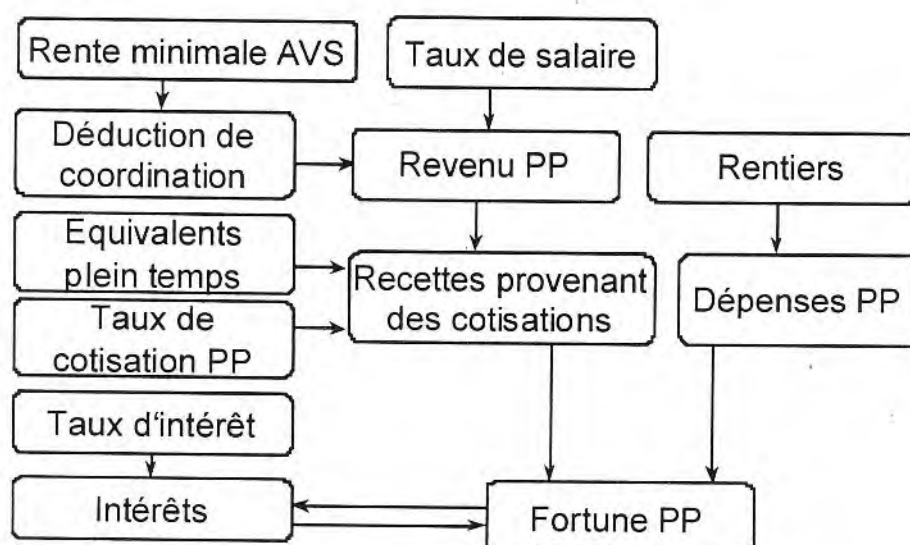 Rente minimale AVS
Taux de salaire
Déduction de
coordination
Revenu PP
Rentiers
Equivalents
plein temps
Recettes provenant
des cotisations
Dépenses PP
Taux de
cotisation PP
Taux d‘intérêt
Intérêts
Fortune PP